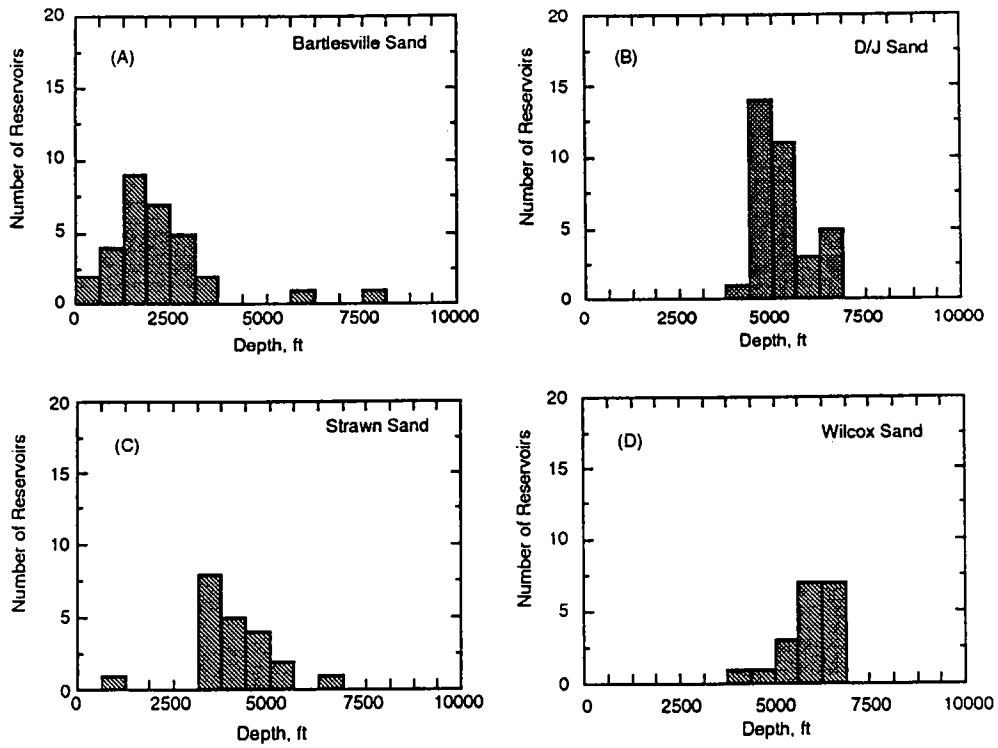 20
15
10
5
0
Number of Reservoirs
(A)
Bartlesville Sand
0 2500 5000 7500 10000
Depth, ft
20
15
10
5
0
Number of Reservoirs
(B)
D/J Sand
0 2500 5000 7500 10000
Depth, ft
20
15
10
5
0
Number of Reservoirs
(C)
Strawn Sand
0 2500 5000 7500 10000
Depth, ft
20
15
10
5
0
Number of Reservoirs
(D)
Wilcox Sand
0 2500 5000 7500 10000
Depth, ft